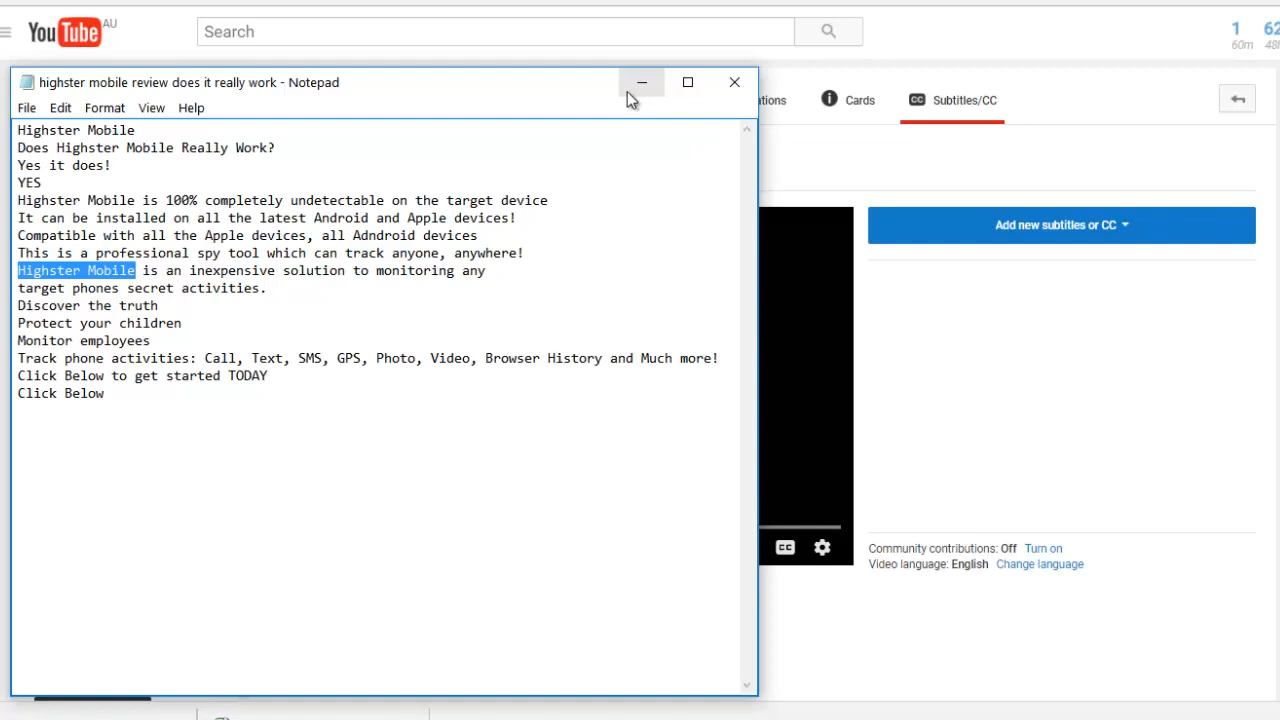 YouTube AU
Search
1
60m
62
48h
highster mobile review does it really work - Notepad
File Edit Format View Help
ations
Cards
CC Subtitles/CC
Highster Mobile
Does Highster Mobile Really Work?
Yes it does!
YES
Highster Mobile is 100% completely undetectable on the target device
It can be installed on all the latest Android and Apple devices!
Compatible with all the Apple devices, all Adndroid devices
This is a professional spy tool which can track anyone, anywhere!
Highster Mobile is an inexpensive solution to monitoring any
target phones secret activities.
Discover the truth
Protect your children
Monitor employees
Track phone activities: Call, Text, SMS, GPS, Photo, Video, Browser History and Much more!
Click Below to get started TODAY
Click Below
Add new subtitles or CC
CC
Community contributions: Off Turn on
Video language: English Change language